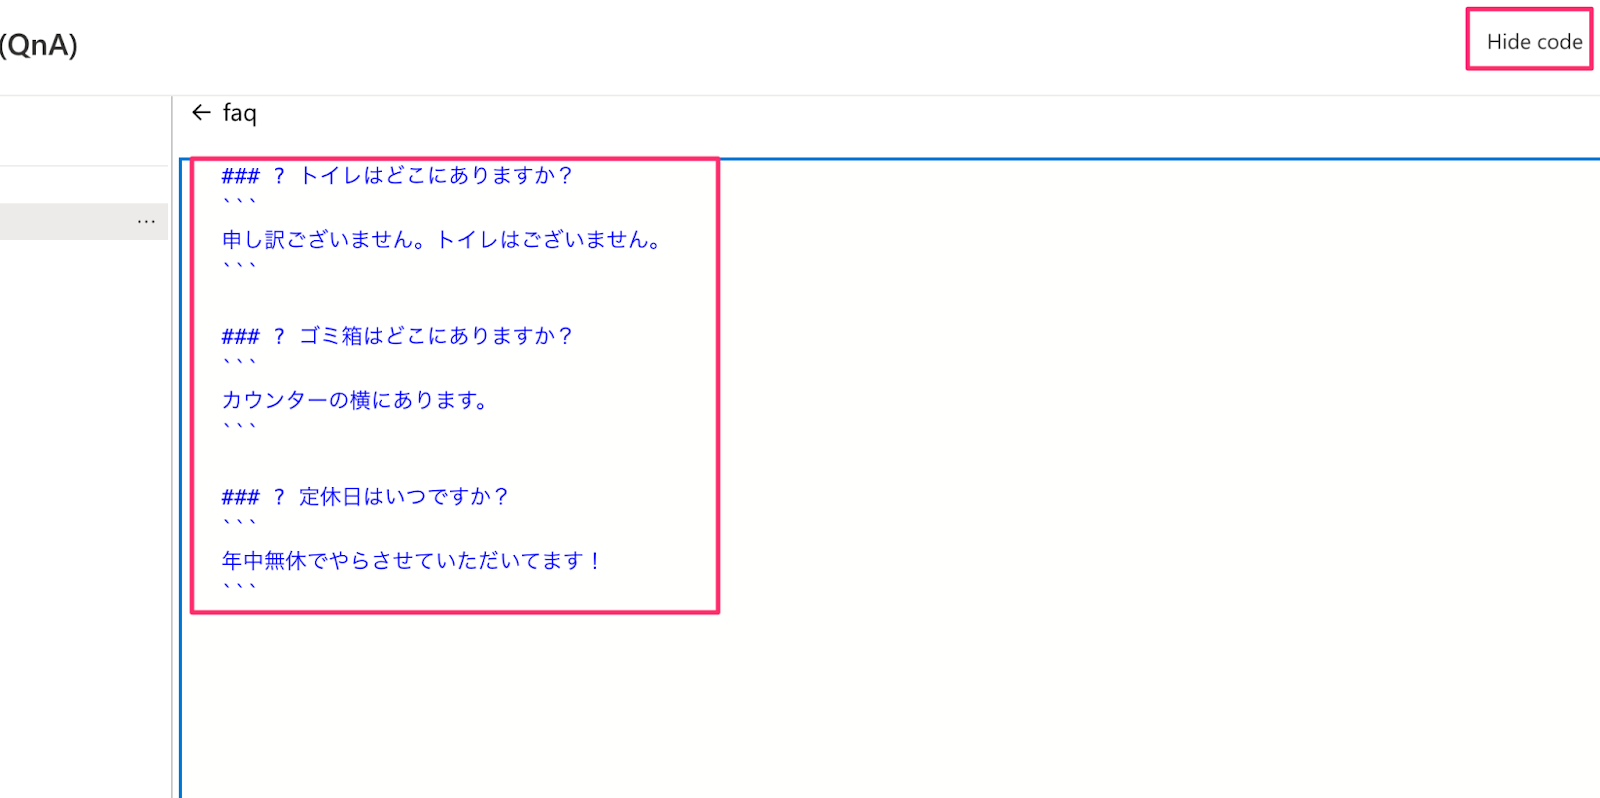 (QnA)
Hide code
← faq
### ? トイレはどこにありますか？
```
申し訳ございません。トイレはございません。
```
### ? ゴミ箱はどこにありますか？
```
カウンターの横にあります。
```
### ? 定休日はいつですか？
```
年中無休でやらさせていただいてます！
```
...